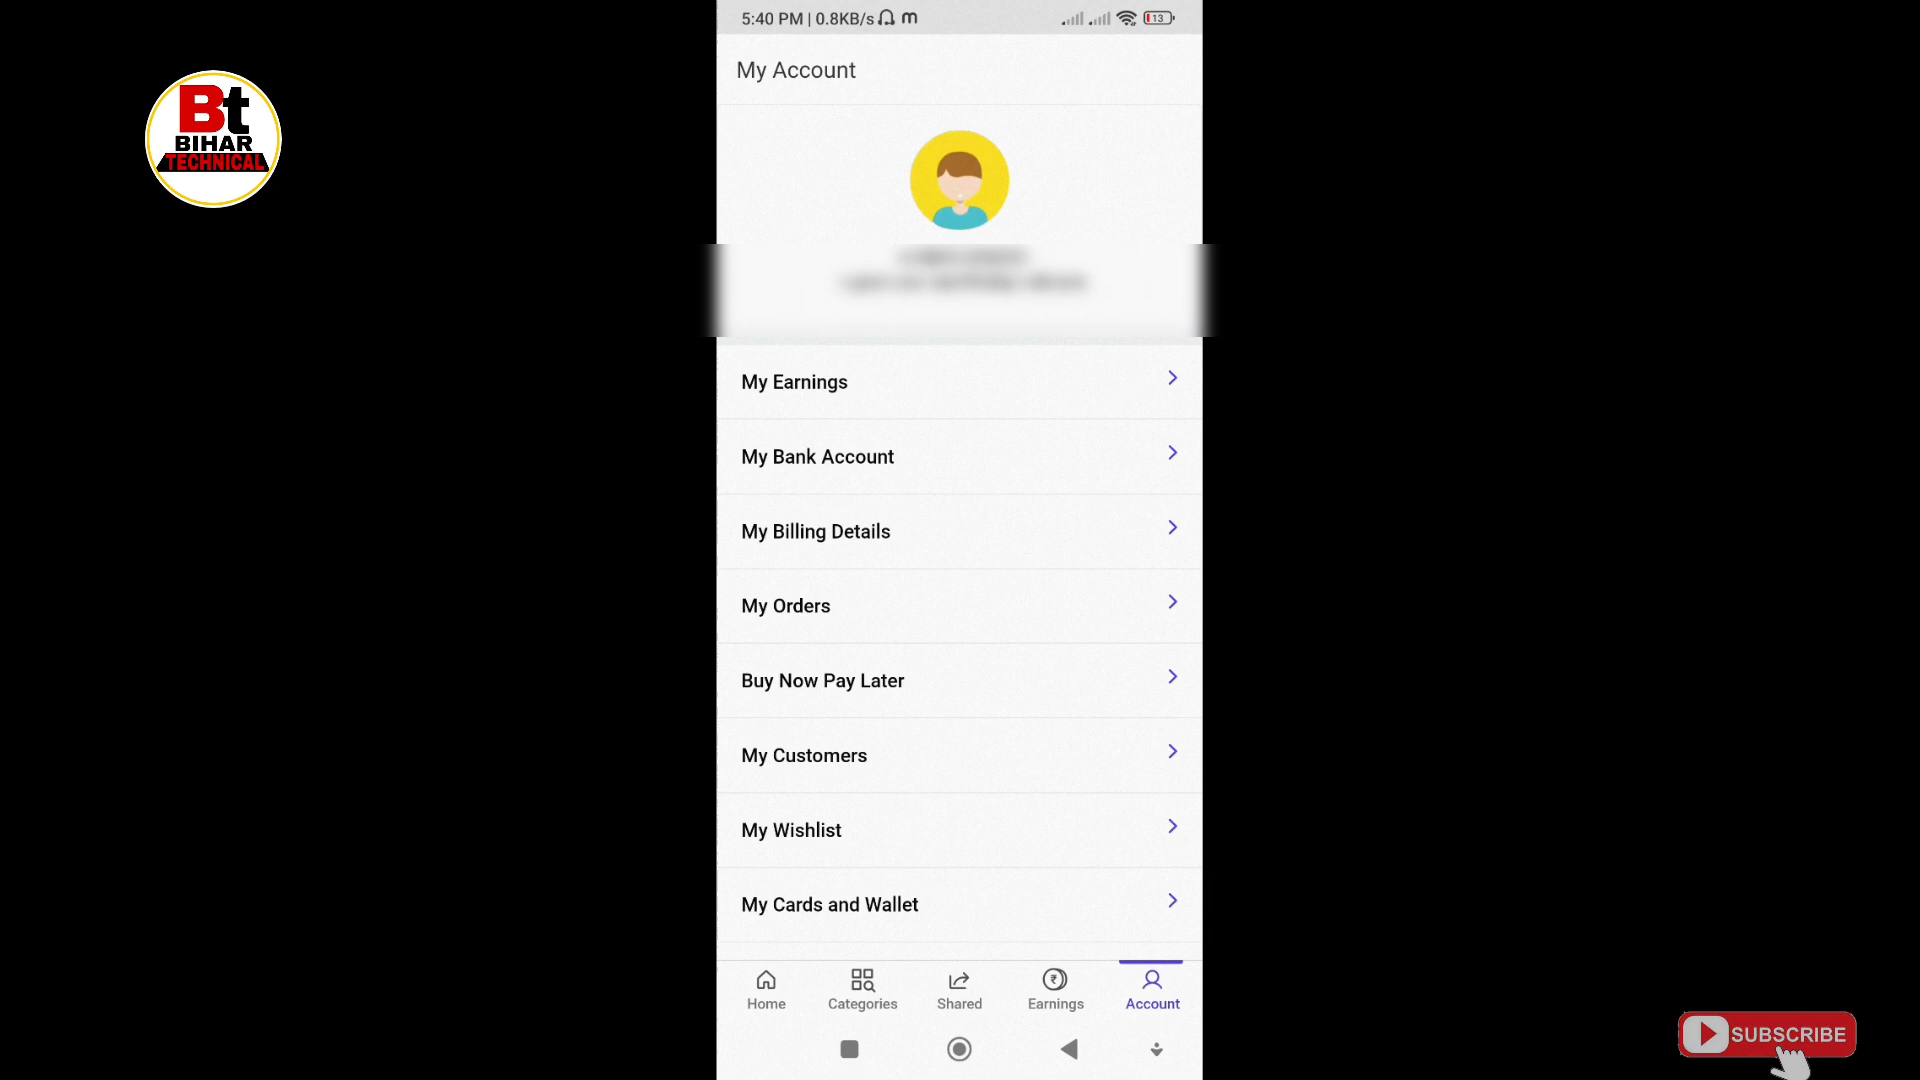 5:40 PM | 0.8KB/s
13
My Account
Bt
BIHAR
TECHNICAL
My Earnings
My Bank Account
My Billing Details
My Orders
Buy Now Pay Later
My Customers
My Wishlist
My Cards and Wallet
Home
Categories
Shared
Earnings
Account
SUBSCRIBE